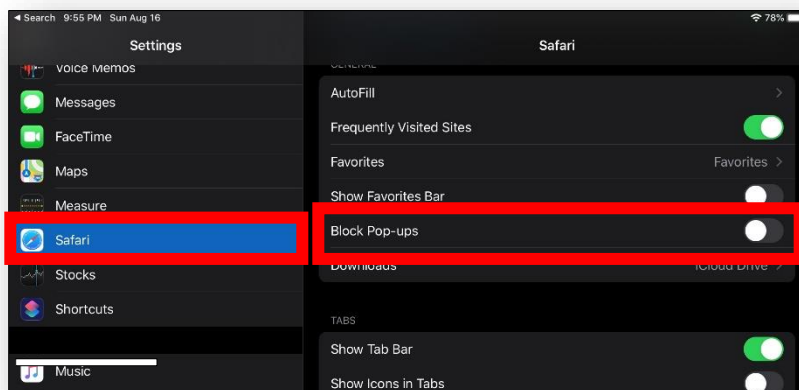 Search 9:55 PM Sun Aug 16
78%
Settings
Voice Memos
Messages
FaceTime
Maps
Measure
Safari
Stocks
Shortcuts
Music
Safari
GENERAL
AutoFill
Frequently Visited Sites
Favorites Favorites
Show Favorites Bar
Block Pop-ups
Downloads iCloud Drive
TABS
Show Tab Bar
Show Icons in Tabs